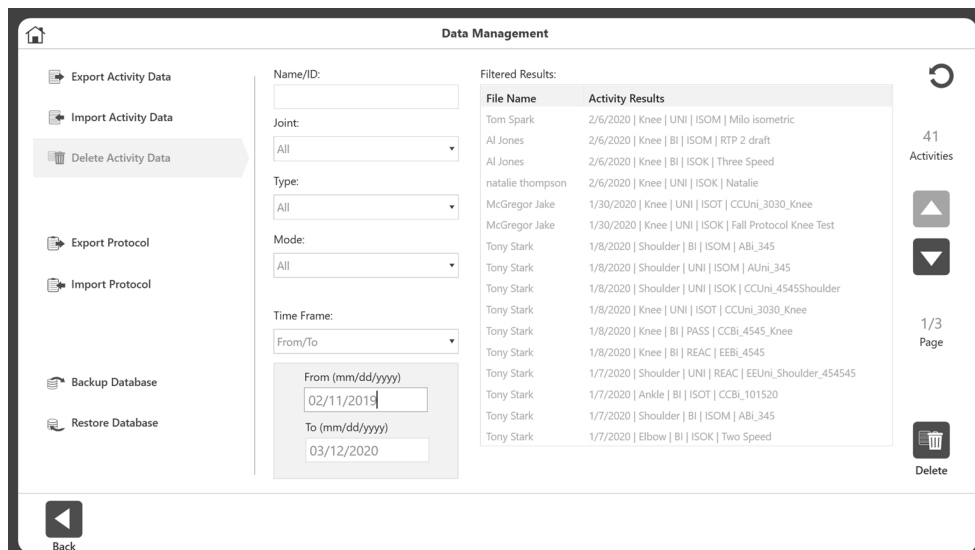 Data Management
Export Activity Data
Import Activity Data
Delete Activity Data
Export Protocol
Import Protocol
Backup Database
Restore Database
Name/ID:
Joint:
All
Type:
All
Mode:
All
Time Frame:
From/To
From (mm/dd/yyyy)
02/11/2019
To (mm/dd/yyyy)
03/12/2020
Filtered Results:
File Name Activity Results
Tom Spark 2/6/2020 | Knee | UNI | ISOM | Milo isometric
Al Jones 2/6/2020 | Knee | BI | ISOM | RTP 2 draft
Al Jones 2/6/2020 | Knee | BI | ISOK | Three Speed
natalie thompson 2/6/2020 | Knee | UNI | ISOK | Natalie
McGregor Jake 1/30/2020 | Knee | UNI | ISOT | CCUni_3030_Knee
McGregor Jake 1/30/2020 | Knee | UNI | ISOK | Fall Protocol Knee Test
Tony Stark 1/8/2020 | Shoulder | BI | ISOM | ABi_345
Tony Stark 1/8/2020 | Shoulder | UNI | ISOM | AUni_345
Tony Stark 1/8/2020 | Shoulder | UNI | ISOK | CCUni_4545Shoulder
Tony Stark 1/8/2020 | Knee | UNI | ISOT | CCUni_3030_Knee
Tony Stark 1/8/2020 | Knee | BI | PASS | CCBi_4545_Knee
Tony Stark 1/8/2020 | Knee | BI | REAC | EEBi_4545
Tony Stark 1/7/2020 | Shoulder | UNI | REAC | EEUni_Shoulder_454545
Tony Stark 1/7/2020 | Ankle | BI | ISOT | CCBi_101520
Tony Stark 1/7/2020 | Shoulder | BI | ISOM | ABi_345
Tony Stark 1/7/2020 | Elbow | BI | ISOK | Two Speed
41
Activities
1/3
Page
Delete
Back